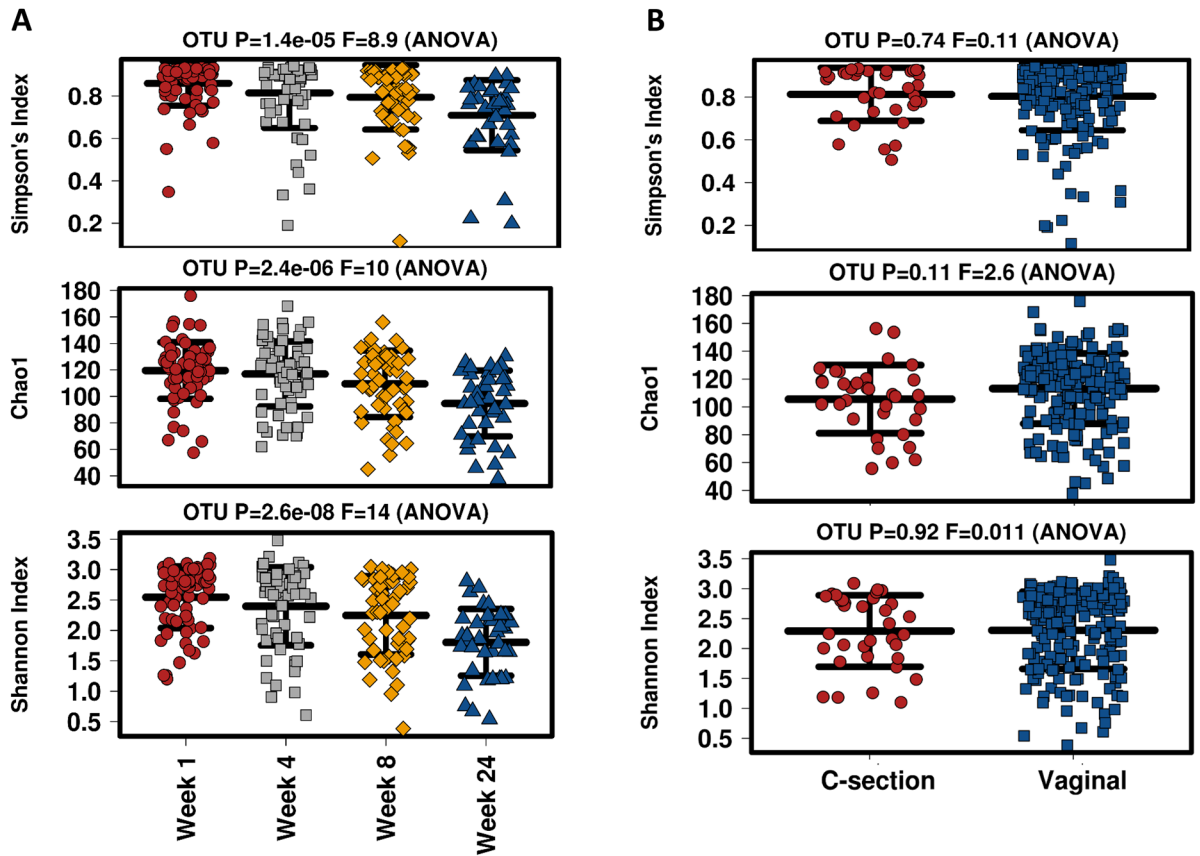 A
OTU P=1.4e-05 F=8.9 (ANOVA)
Simpson's Index
0.8
0.6
0.4
0.2
OTU P=2.4e-06 F=10 (ANOVA)
Chao1
180
160
140
120
100
80
60
40
OTU P=2.6e-08 F=14 (ANOVA)
Shannon Index
3.5
3.0
2.5
2.0
1.5
1.0
0.5
Week 1
Week 4
Week 8
Week 24
B
OTU P=0.74 F=0.11 (ANOVA)
Simpson's Index
0.8
0.6
0.4
0.2
OTU P=0.11 F=2.6 (ANOVA)
Chao1
180
160
140
120
100
80
60
40
OTU P=0.92 F=0.011 (ANOVA)
Shannon Index
3.5
3.0
2.5
2.0
1.5
1.0
0.5
C-section
Vaginal